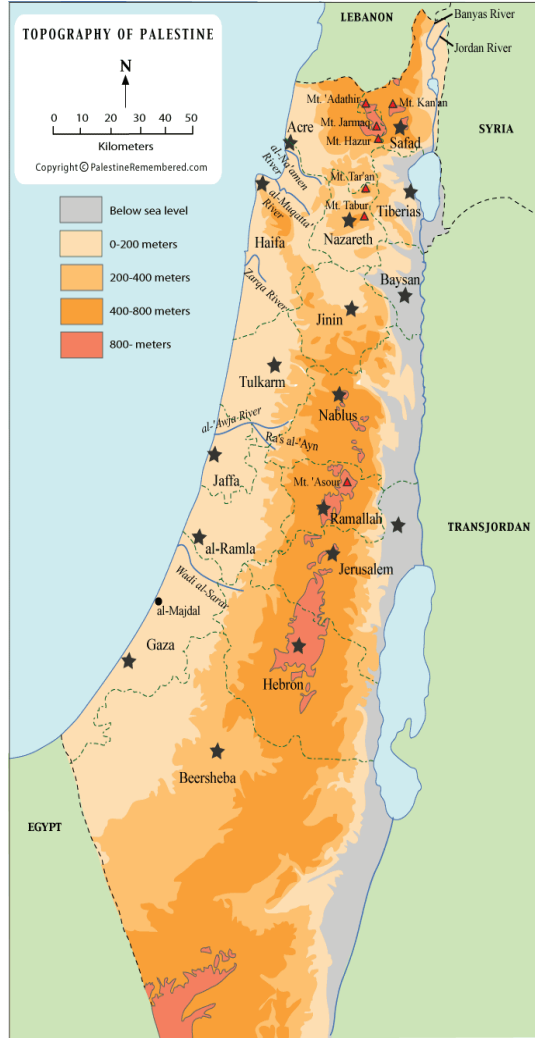 TOPOGRAPHY OF PALESTINE
N
0 10 20 30 40 50
Kilometers
Copyright © PalestineRemembered.com
Below sea level
0-200 meters
200-400 meters
400-800 meters
800- meters
LEBANON
Banyas River
Jordan River
SYRIA
Mt. 'Adathir
Mt. Kan'an
Mt. Jarmaq
Acre
Mt. Hazur
Safad
al-Na'amen
River
Mt. Tar'an
al-Muqatta'
River
Mt. Tabur
Tiberias
Nazareth
Haifa
Zarqa River
Baysan
Jinin
Tulkarm
Nablus
al-'Awja River
Ra's al-'Ayn
Jaffa
Mt. 'Asour
Ramallah
TRANSJORDAN
al-Ramla
Jerusalem
Wadi al-Sarar
al-Majdal
Gaza
Hebron
Beersheba
EGYPT